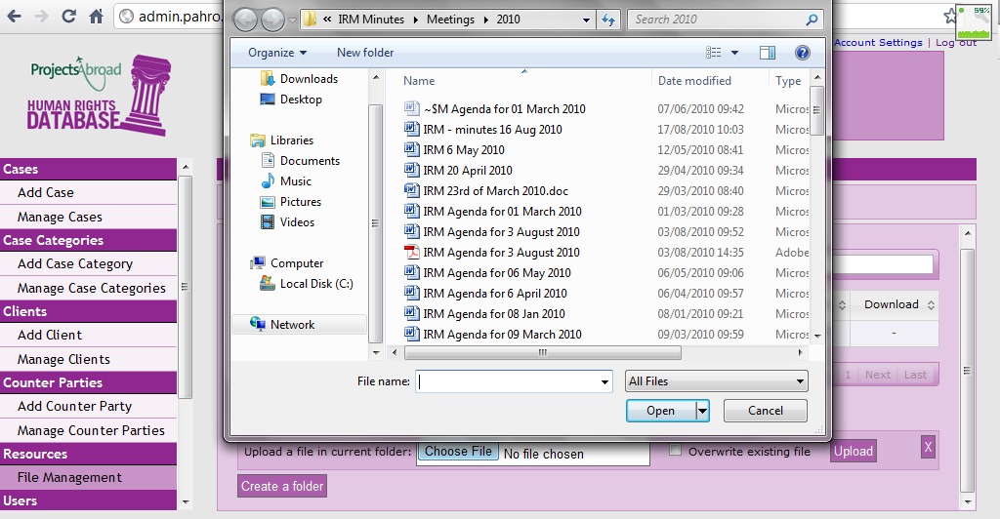 admin.pahro.
« IRM Minutes Meetings 2010
Search 2010
59%
Account Settings | Log out
ProjectsAbroad
HUMAN RIGHTS
DATABASE
Organize
New folder
Downloads
Desktop
Libraries
Documents
Music
Pictures
Videos
Computer
Local Disk (C:)
Network
Name Date modified Type
~$M Agenda for 01 March 2010 07/06/2010 09:42 Micros
IRM - minutes 16 Aug 2010 17/08/2010 10:03 Micros
IRM 6 May 2010 12/05/2010 08:41 Micros
IRM 20 April 2010 29/04/2010 09:34 Micros
IRM 23rd of March 2010.doc 29/03/2010 08:40 Micros
IRM Agenda for 01 March 2010 01/03/2010 09:28 Micros
IRM Agenda for 3 August 2010 03/08/2010 09:52 Micros
IRM Agenda for 3 August 2010 03/08/2010 14:35 Adobe
IRM Agenda for 06 May 2010 06/05/2010 09:06 Micros
IRM Agenda for 6 April 2010 06/04/2010 09:57 Micros
IRM Agenda for 08 Jan 2010 08/01/2010 09:21 Micros
IRM Agenda for 09 March 2010 09/03/2010 09:59 Micros
File name:
All Files
Open
Cancel
Cases
Add Case
Manage Cases
Case Categories
Add Case Category
Manage Case Categories
Clients
Add Client
Manage Clients
Counter Parties
Add Counter Party
Manage Counter Parties
Resources
File Management
Users
Download
-
1 Next Last
Upload a file in current folder: Choose File No file chosen Overwrite existing file Upload X
Create a folder